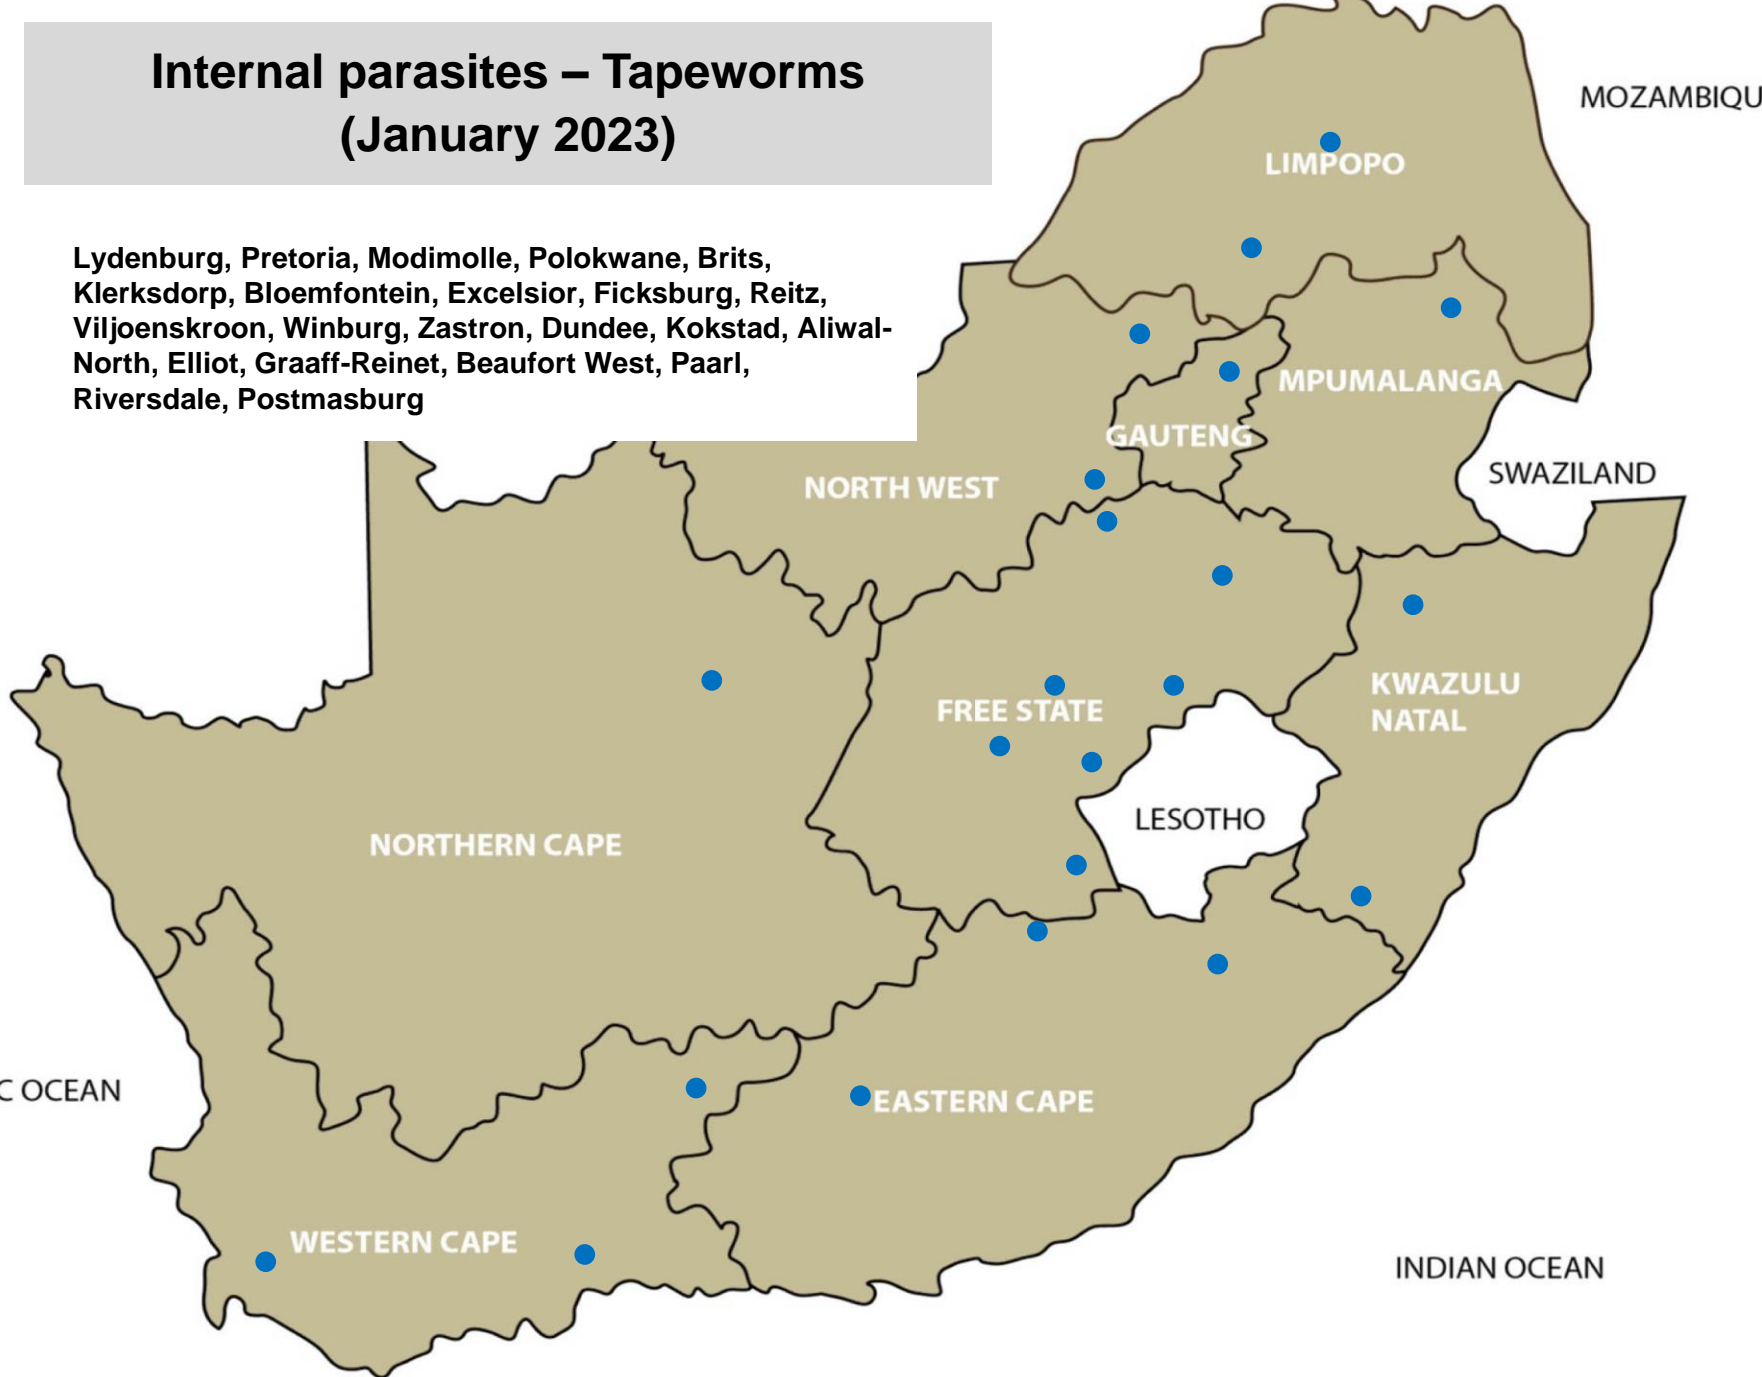 Internal parasites – Tapeworms
(January 2023)
Lydenburg, Pretoria, Modimolle, Polokwane, Brits,
Klerksdorp, Bloemfontein, Excelsior, Ficksburg, Reitz,
Viljoenskroon, Winburg, Zastron, Dundee, Kokstad, Aliwal-
North, Elliot, Graaff-Reinet, Beaufort West, Paarl,
Riversdale, Postmasburg
MOZAMBIQU
LIMPOPO
MPUMALANGA
GAUTENG
SWAZILAND
NORTH WEST
KWAZULU
NATAL
FREE STATE
LESOTHO
NORTHERN CAPE
C OCEAN
EASTERN CAPE
WESTERN CAPE
INDIAN OCEAN